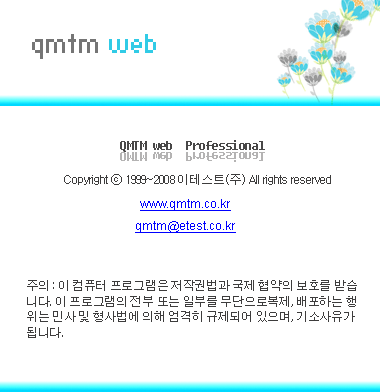 qmtm web
QMTM web Professional
Copyright ⓒ 1999~2008 이테스트(주) All rights reserved
www.qmtm.co.kr
qmtm@etest.co.kr
주의 : 이 컴퓨터 프로그램은 저작권법과 국제 협약의 보호를 받습
니다. 이 프로그램의 전부 또는 일부를 무단으로복제, 배포하는 행
위는 민사 및 형사법에 의해 엄격히 규제되어 있으며, 기소사유가
됩니다.